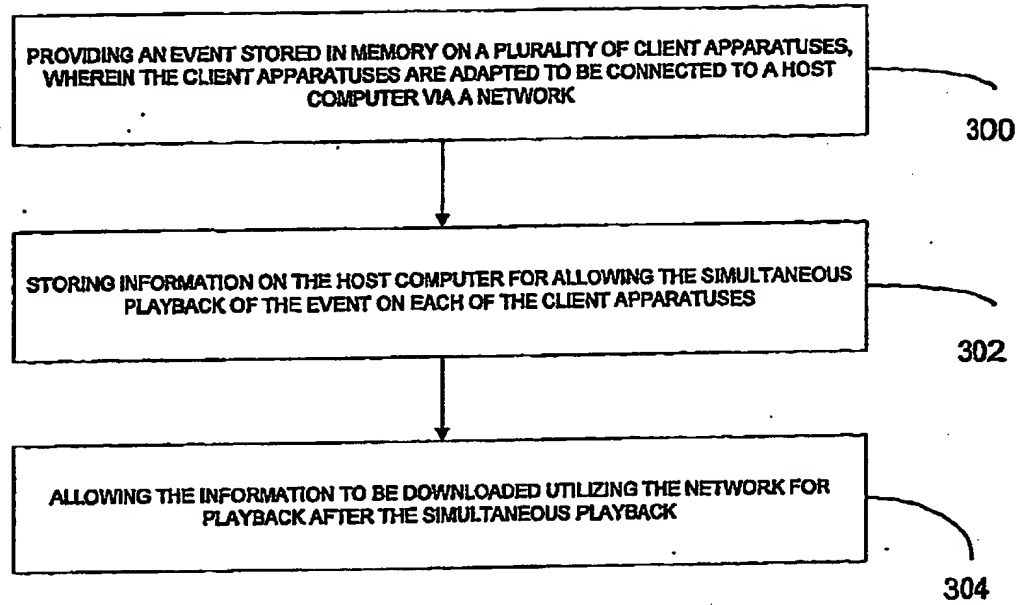 PROVIDING AN EVENT STORED IN MEMORY ON A PLURALITY OF CLIENT APPARATUSES,
WHEREIN THE CLIENT APPARATUSES ARE ADAPTED TO BE CONNECTED TO A HOST
COMPUTER VIA A NETWORK
300
STORING INFORMATION ON THE HOST COMPUTER FOR ALLOWING THE SIMULTANEOUS
PLAYBACK OF THE EVENT ON EACH OF THE CLIENT APPARATUSES
302
ALLOWING THE INFORMATION TO BE DOWNLOADED UTILIZING THE NETWORK FOR
PLAYBACK AFTER THE SIMULTANEOUS PLAYBACK
304